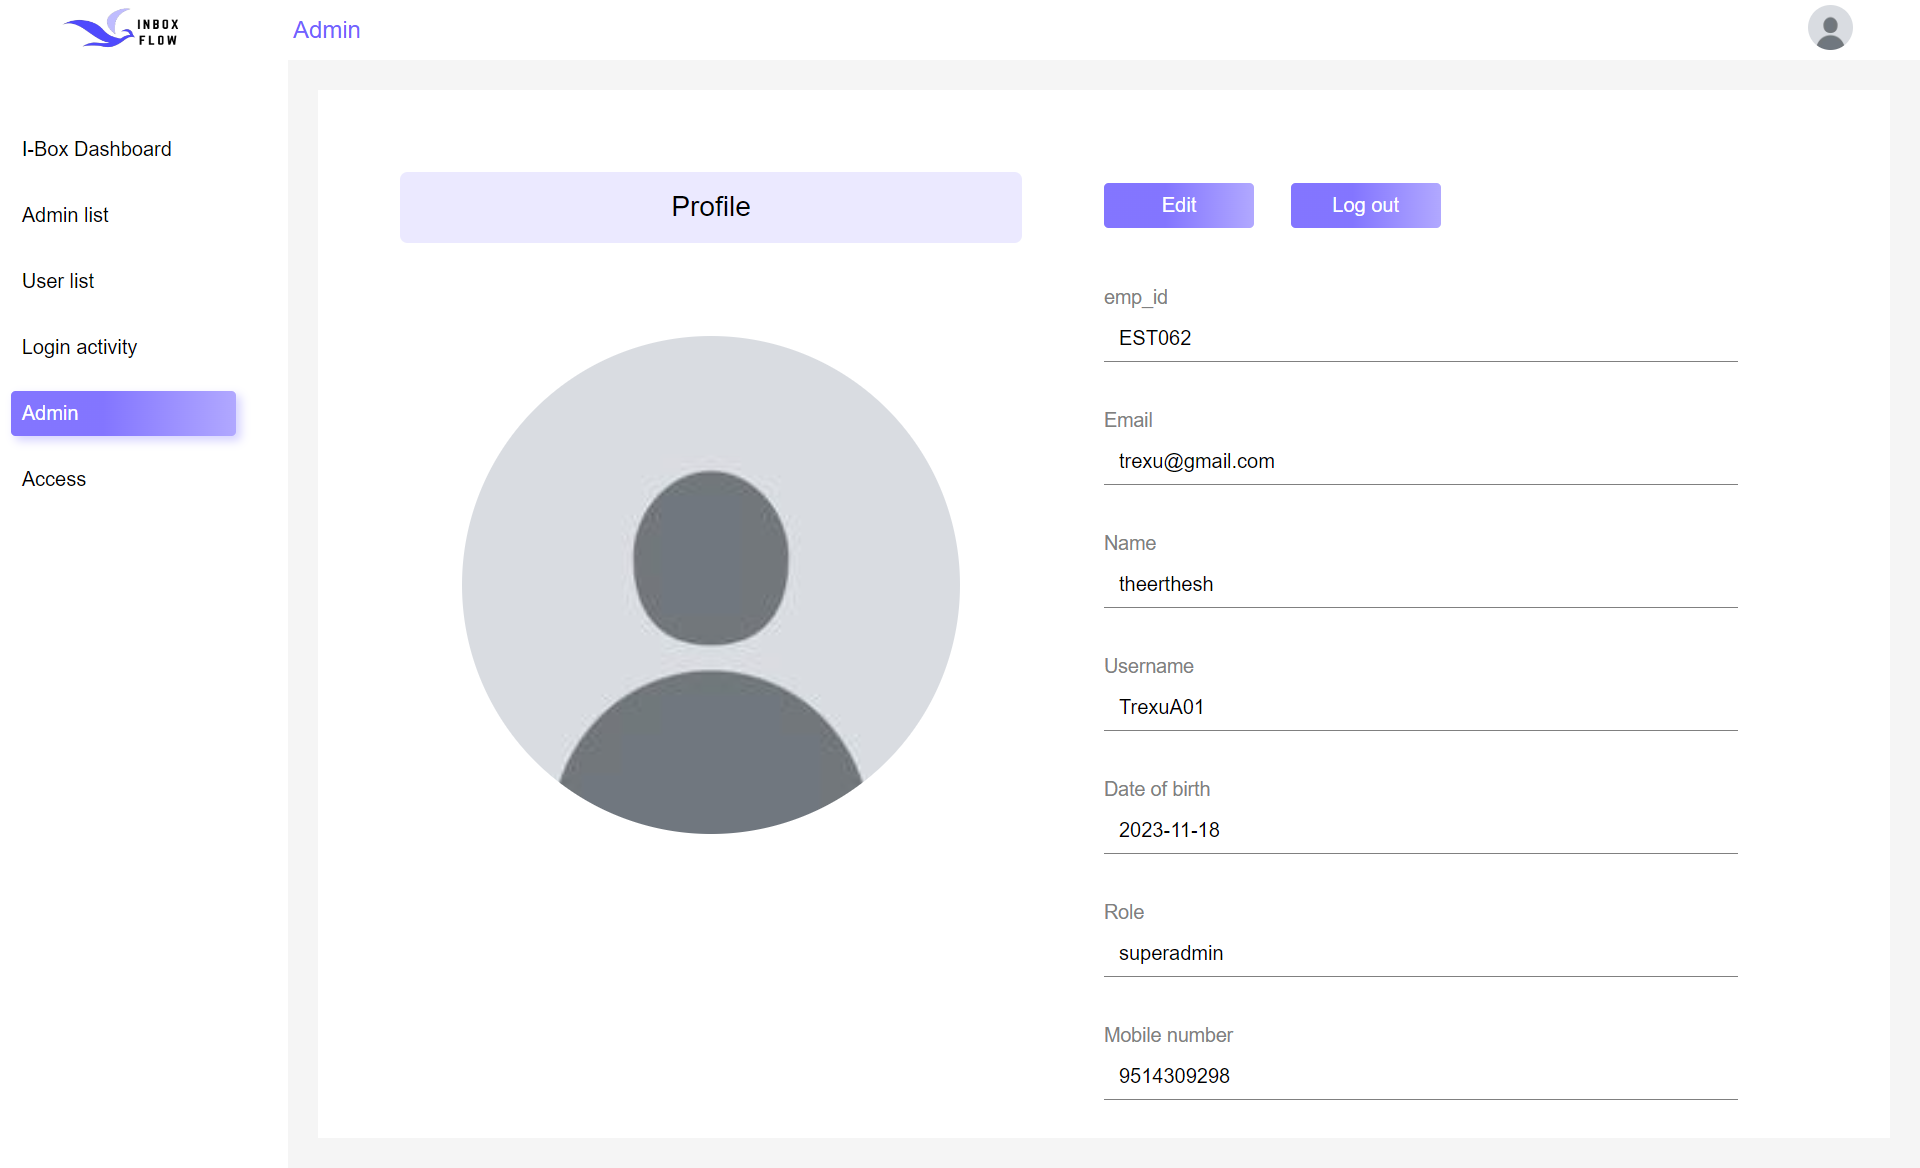 INBOX
FLOW
Admin
I-Box Dashboard
Admin list
User list
Login activity
Admin
Access
Profile
Edit
Log out
emp_id
EST062
Email
trexu@gmail.com
Name
theerthesh
Username
TrexuA01
Date of birth
2023-11-18
Role
superadmin
Mobile number
9514309298